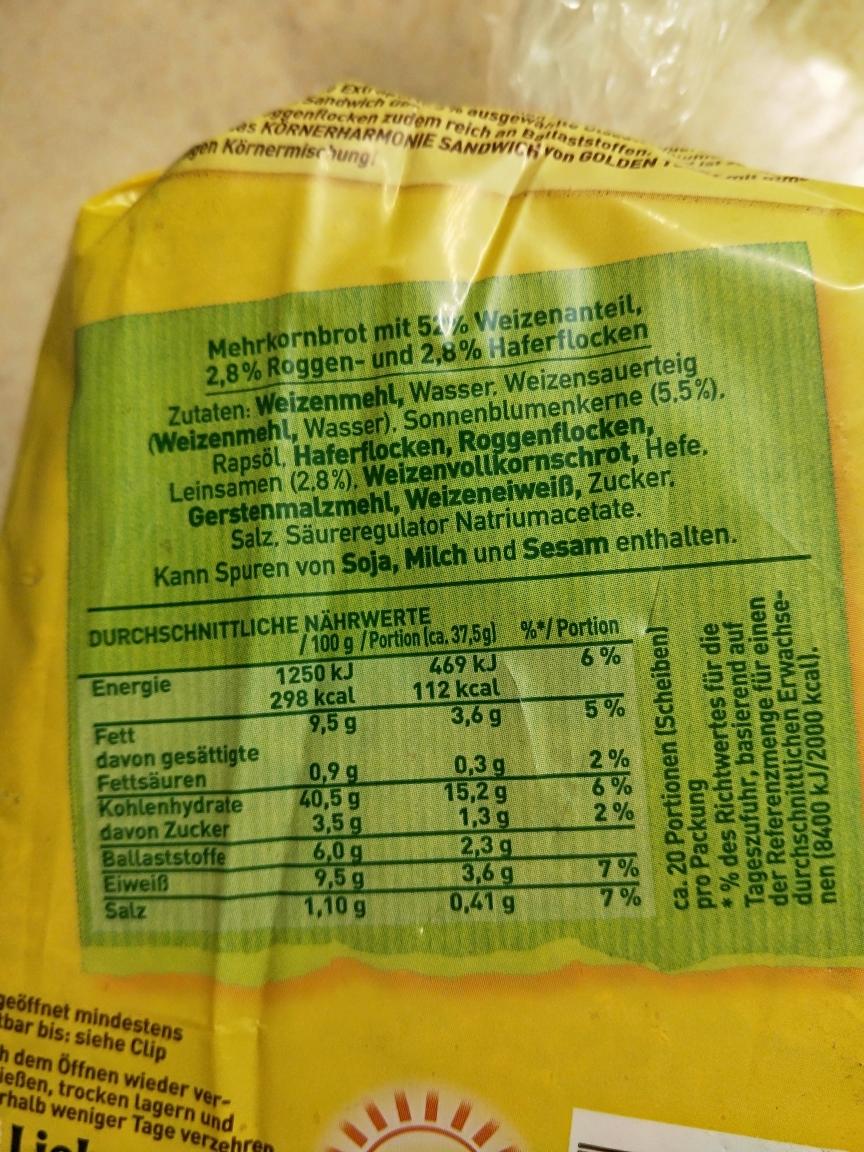 Sandwich
ausgewählte
zudem reich an Ballaststoffen.
KÖRNERHARMONIE SANDWICH von GOLDEN
Körnermischung!
Mehrkornbrot mit 52% Weizenanteil,
2,8% Roggen- und 2,8% Haferflocken
Zutaten: Weizenmehl, Wasser, Weizensauerteig
(Weizenmehl, Wasser), Sonnenblumenkerne (5,5%),
Rapsöl, Haferflocken, Roggenflocken,
Leinsamen (2,8%), Weizenvollkornschrot, Hefe,
Gerstenmalzmehl, Weizeneiweiß, Zucker,
Salz, Säureregulator Natriumacetate.
Kann Spuren von Soja, Milch und Sesam enthalten.
DURCHSCHNITTLICHE NÄHRWERTE
/ 100 g / Portion (ca. 37,5g) %*/ Portion
Energie 1250 kJ 469 kJ 6 %
298 kcal 112 kcal
Fett 9,5 g 3,6 g 5 %
davon gesättigte
Fettsäuren 0,9 g 0,3 g 2 %
Kohlenhydrate 40,5 g 15,2 g 6 %
davon Zucker 3,5 g 1,3 g 2 %
Ballaststoffe 6,0 g 2,3 g
Eiweiß 9,5 g 3,6 g 7 %
Salz 1,10 g 0,41 g 7 %
ca. 20 Portionen (Scheiben)
pro Packung
* % des Richtwertes für die
Tageszufuhr, basierend auf
der Referenzmenge für einen
durchschnittlichen Erwachse-
nen (8400 kJ/2000 kcal).
geöffnet mindestens
tbar bis: siehe Clip
h dem Öffnen wieder ver-
ießen, trocken lagern und
rhalb weniger Tage verzehren